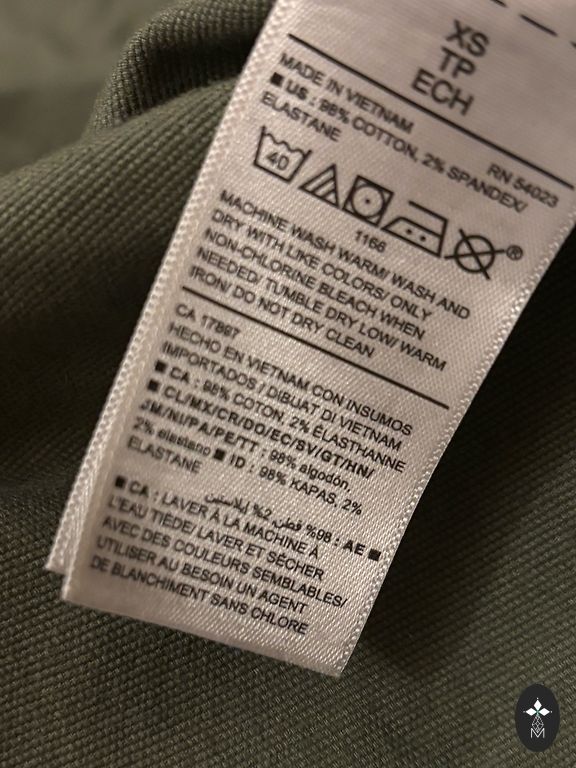 XS
TP
ECH
MADE IN VIETNAM
RN 54023
■ US : 98% COTTON, 2% SPANDEX/
ELASTANE
40
®
1166
MACHINE WASH WARM/ WASH AND
DRY WITH LIKE COLORS/ ONLY
NON-CHLORINE BLEACH WHEN
NEEDED/ TUMBLE DRY LOW/ WARM
IRON/ DO NOT DRY CLEAN
CA 17897
HECHO EN VIETNAM CON INSUMOS
IMPORTADOS / DIBUAT DI VIETNAM
■ CA : 98% COTON, 2% ÉLASTHANNE
■ CL/MX/CR/DO/EC/SV/GT/HN/
JM/NI/PA/PE/TT : 98% algodón,
2% elastano ■ ID : 98% KAPAS, 2%
ELASTANE
■ AE : 98% قطن, 2% إيلاستين
■ CA : LAVER À LA MACHINE À
L'EAU TIÈDE/ LAVER ET SÉCHER
AVEC DES COULEURS SEMBLABLES/
UTILISER AU BESOIN UN AGENT
DE BLANCHIMENT SANS CHLORE
M